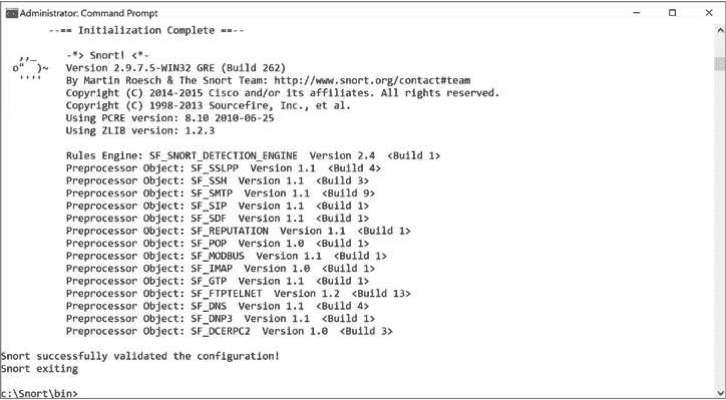 Administrator: Command Prompt
--== Initialization Complete ==--
,,_ -*> Snort! <*-
o" )~ Version 2.9.7.5-WIN32 GRE (Build 262)
'''' By Martin Roesch & The Snort Team: http://www.snort.org/contact#team
Copyright (C) 2014-2015 Cisco and/or its affiliates. All rights reserved.
Copyright (C) 1998-2013 Sourcefire, Inc., et al.
Using PCRE version: 8.10 2010-06-25
Using ZLIB version: 1.2.3
Rules Engine: SF_SNORT_DETECTION_ENGINE Version 2.4 <Build 1>
Preprocessor Object: SF_SSLPP Version 1.1 <Build 4>
Preprocessor Object: SF_SSH Version 1.1 <Build 3>
Preprocessor Object: SF_SMTP Version 1.1 <Build 9>
Preprocessor Object: SF_SIP Version 1.1 <Build 1>
Preprocessor Object: SF_SDF Version 1.1 <Build 1>
Preprocessor Object: SF_REPUTATION Version 1.1 <Build 1>
Preprocessor Object: SF_POP Version 1.0 <Build 1>
Preprocessor Object: SF_MODBUS Version 1.1 <Build 1>
Preprocessor Object: SF_IMAP Version 1.0 <Build 1>
Preprocessor Object: SF_GTP Version 1.1 <Build 1>
Preprocessor Object: SF_FTPTELNET Version 1.2 <Build 13>
Preprocessor Object: SF_DNS Version 1.1 <Build 4>
Preprocessor Object: SF_DNP3 Version 1.1 <Build 1>
Preprocessor Object: SF_DCERPC2 Version 1.0 <Build 3>
Snort successfully validated the configuration!
Snort exiting
c:\Snort\bin>